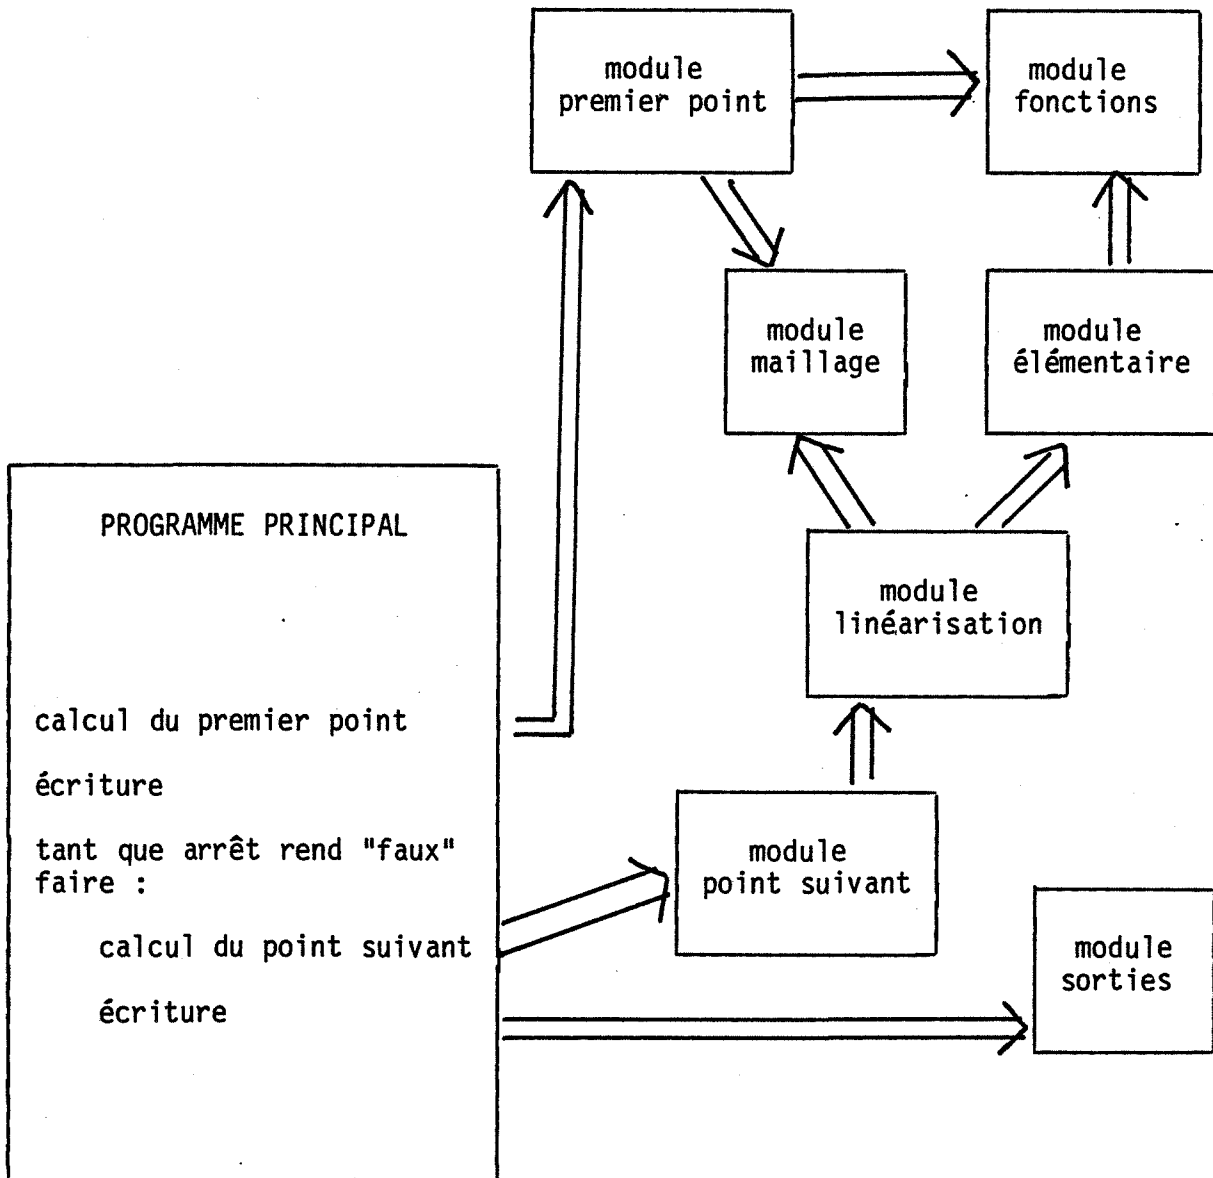 module
premier point
module
fonctions
module
maillage
module
élémentaire
PROGRAMME PRINCIPAL
module
linéarisation
calcul du premier point
écriture
tant que arrêt rend "faux"
faire :
module
point suivant
calcul du point suivant
écriture
module
sorties